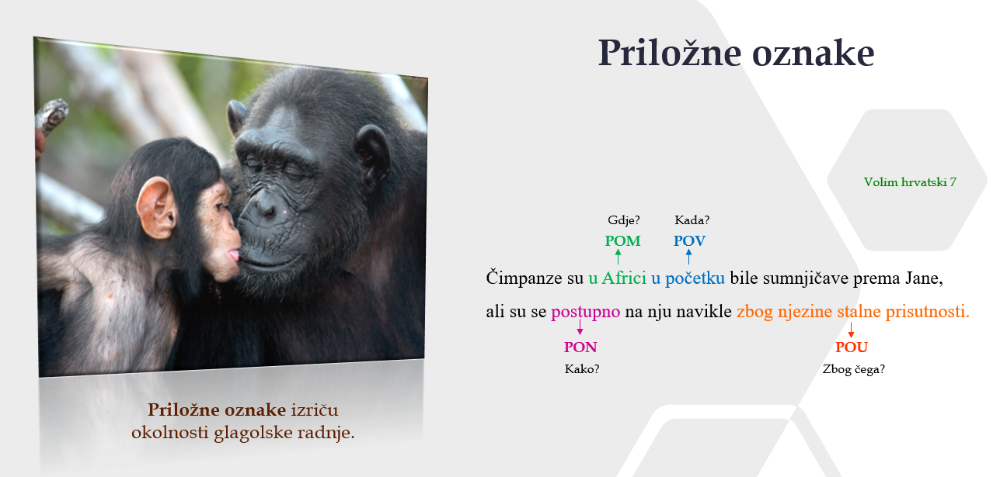 Priložne oznake
Volim hrvatski 7
Gdje? Kada?
POM POV
Čimpanze su u Africi u početku bile sumnjičave prema Jane,
ali su se postupno na nju navikle zbog njezine stalne prisutnosti.
PON POU
Kako? Zbog čega?
Priložne oznake izriču
okolnosti glagolske radnje.